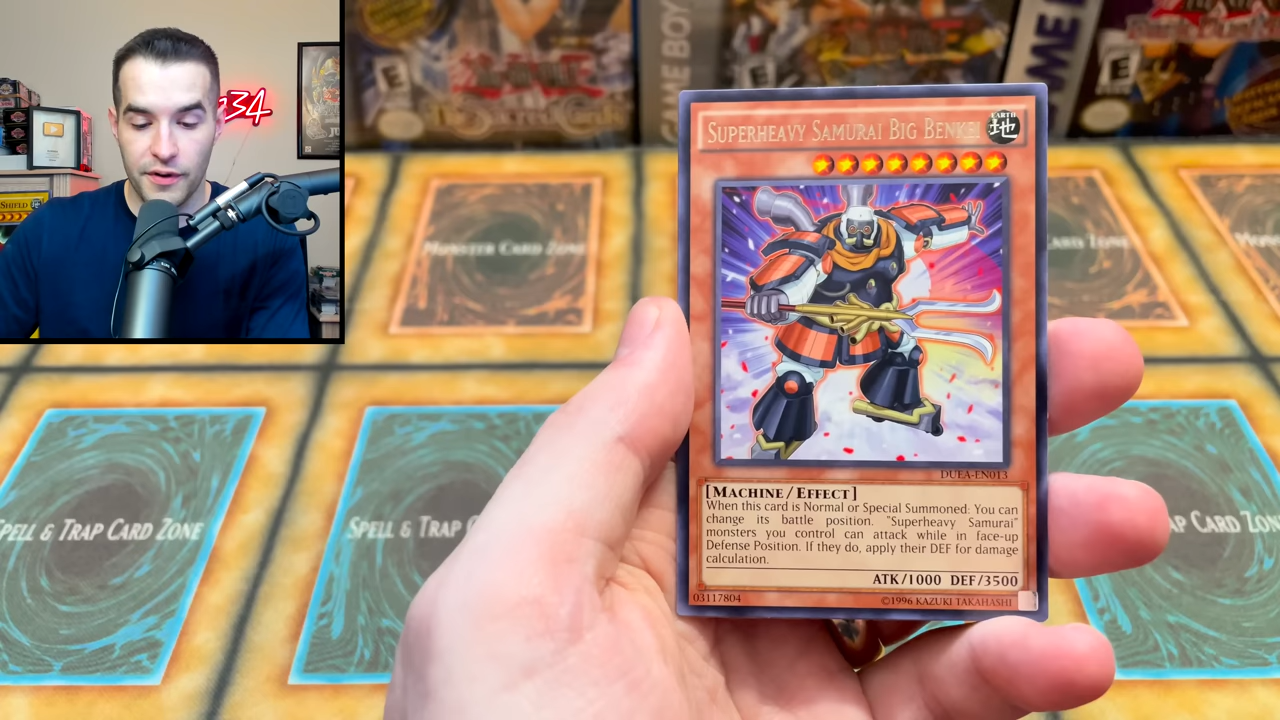 E
GAME BOY
E
234
SHIELD
SUPERHEAVY SAMURAI BIG BENKEI
EARTH
地
MONSTER CARD ZONE
DUEA-EN013
[MACHINE/EFFECT]
When this card is Normal or Special Summoned: You can
change its battle position. "Superheavy Samurai"
monsters you control can attack while in face-up
Defense Position. If they do, apply their DEF for damage
calculation.
ATK/1000 DEF/3500
03117804
©1996 KAZUKI TAKAHASHI
SPELL & TRAP CARD ZONE
SPELL & TRAP
CARD ZONE